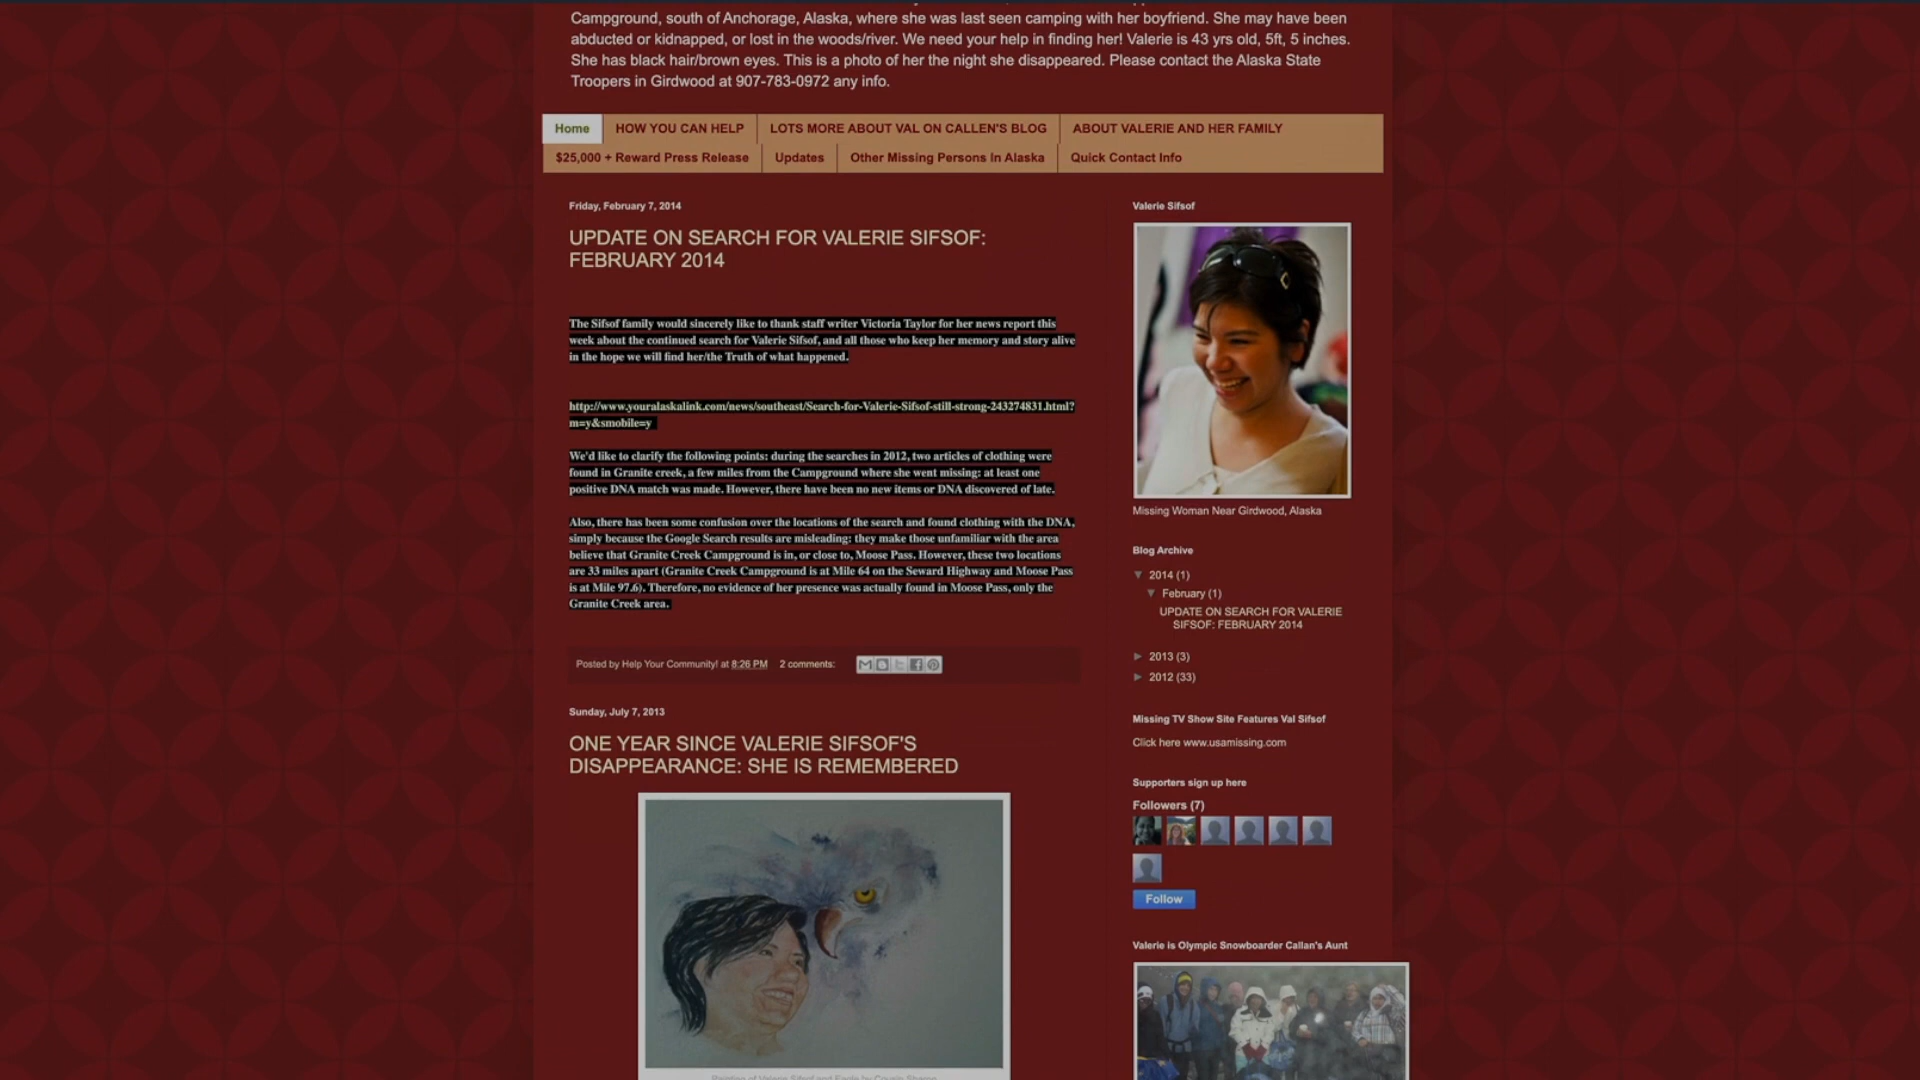 Campground, south of Anchorage, Alaska, where she was last seen camping with her boyfriend. She may have been
abducted or kidnapped, or lost in the woods/river. We need your help in finding her! Valerie is 43 yrs old, 5ft, 5 inches.
She has black hair/brown eyes. This is a photo of her the night she disappeared. Please contact the Alaska State
Troopers in Girdwood at 907-783-0972 any info.
Home HOW YOU CAN HELP LOTS MORE ABOUT VAL ON CALLEN'S BLOG ABOUT VALERIE AND HER FAMILY
$25,000 + Reward Press Release Updates Other Missing Persons In Alaska Quick Contact Info
Friday, February 7, 2014
UPDATE ON SEARCH FOR VALERIE SIFSOF:
FEBRUARY 2014
The Sifsof family would sincerely like to thank staff writer Victoria Taylor for her news report this
week about the continued search for Valerie Sifsof, and all those who keep her memory and story alive
in the hope we will find her/the Truth of what happened.
http://www.youralaskalink.com/news/southeast/Search-for-Valerie-Sifsof-still-strong-243274831.html?
m=y&smobile=y
We'd like to clarify the following points: during the searches in 2012, two articles of clothing were
found in Granite creek, a few miles from the Campground where she went missing: at least one
positive DNA match was made. However, there have been no new items or DNA discovered of late.
Also, there has been some confusion over the locations of the search and found clothing with the DNA,
simply because the Google Search results are misleading: they make those unfamiliar with the area
believe that Granite Creek Campground is in, or close to, Moose Pass. However, these two locations
are 33 miles apart (Granite Creek Campground is at Mile 64 on the Seward Highway and Moose Pass
is at Mile 97.6). Therefore, no evidence of her presence was actually found in Moose Pass, only the
Granite Creek area.
Posted by Help Your Community! at 8:26 PM 2 comments:
Sunday, July 7, 2013
ONE YEAR SINCE VALERIE SIFSOF'S
DISAPPEARANCE: SHE IS REMEMBERED
Painting of Valerie Sifsof and Eagle by Cousin Sharon
Valerie Sifsof
Missing Woman Near Girdwood, Alaska
Blog Archive
▼ 2014 (1)
▼ February (1)
UPDATE ON SEARCH FOR VALERIE
SIFSOF: FEBRUARY 2014
► 2013 (3)
► 2012 (33)
Missing TV Show Site Features Val Sifsof
Click here www.usamissing.com
Supporters sign up here
Followers (7)
Follow
Valerie is Olympic Snowboarder Callan's Aunt